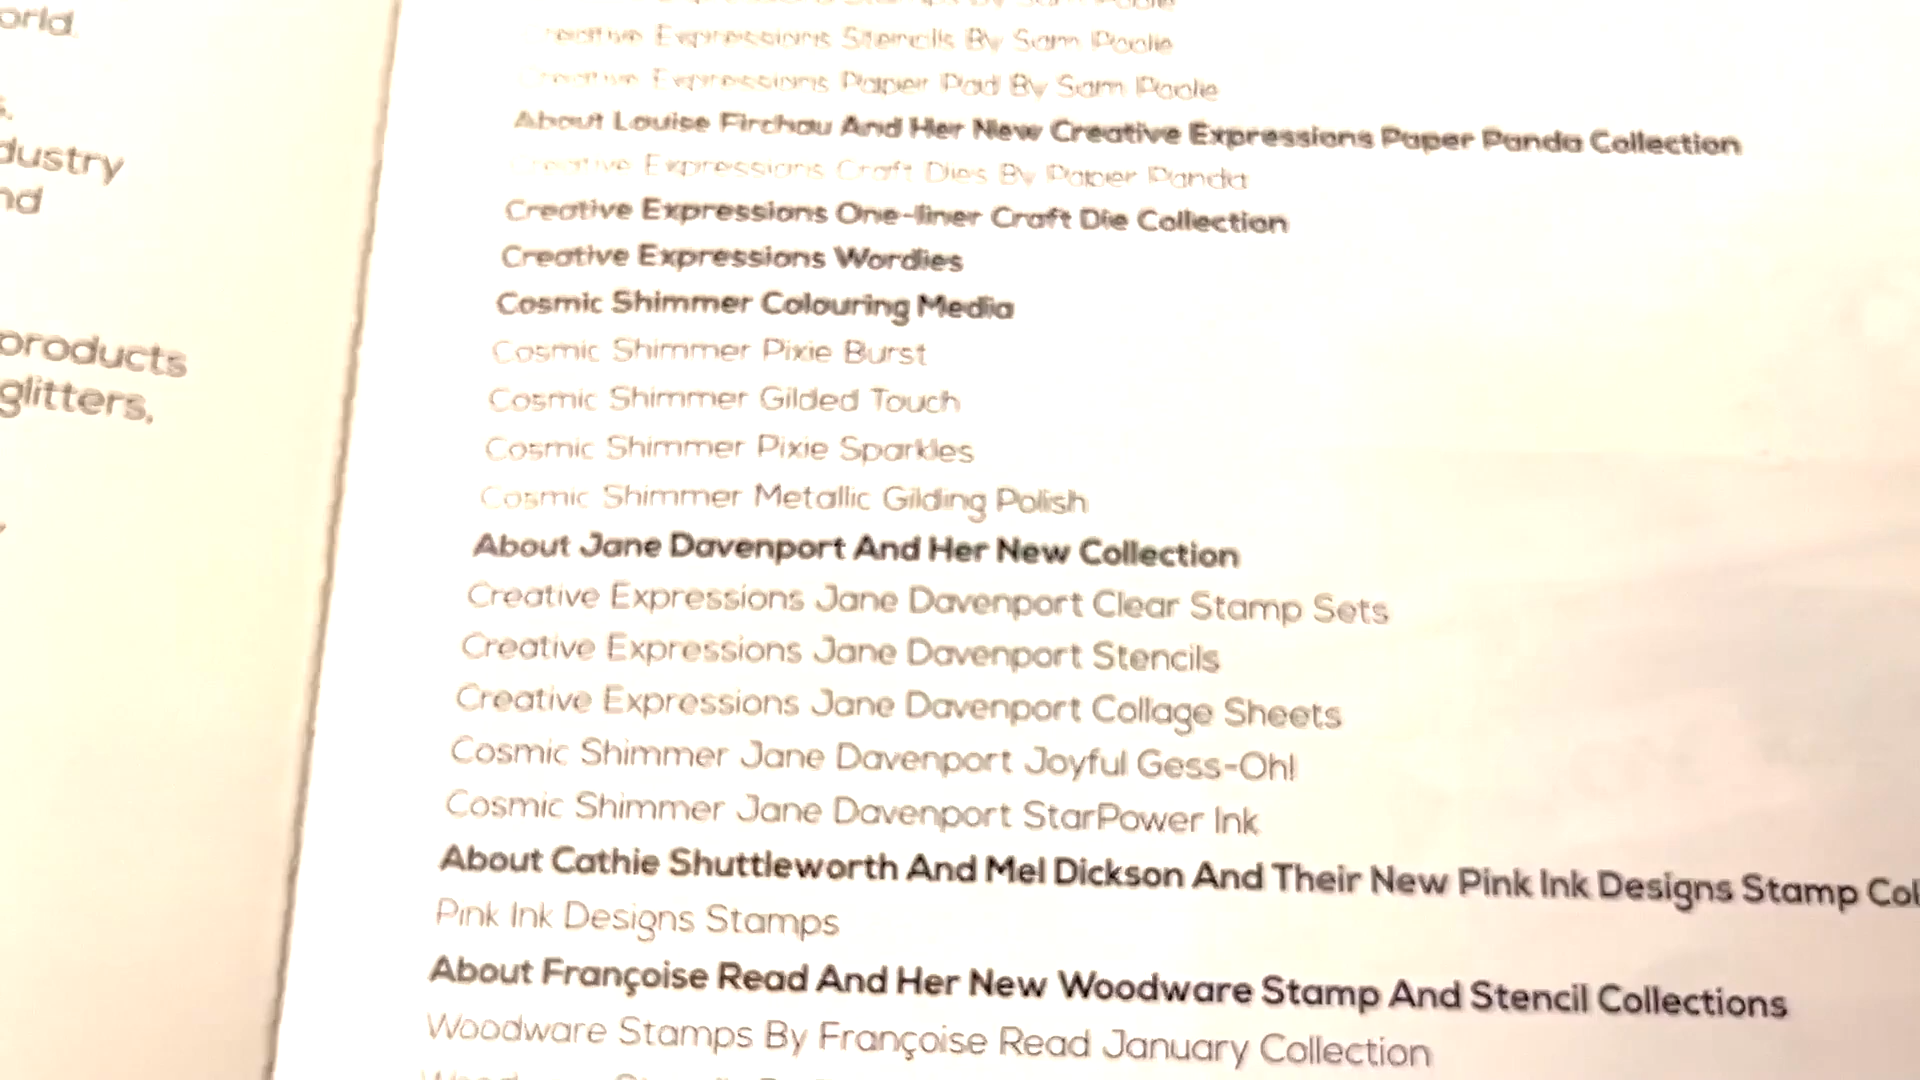 orld
dustry
nd
products
glitters,
Expressions Stencils By Sam Poole
Expressions Paper Pad By Sam Poole
About Louise Firchau And Her New Creative Expressions Paper Panda Collection
Creative Expressions Craft Dies By Paper Panda
Creative Expressions One-liner Craft Die Collection
Creative Expressions Wordies
Cosmic Shimmer Colouring Media
Cosmic Shimmer Pixie Burst
Cosmic Shimmer Gilded Touch
Cosmic Shimmer Pixie Sparkles
Cosmic Shimmer Metallic Gilding Polish
About Jane Davenport And Her New Collection
Creative Expressions Jane Davenport Clear Stamp Sets
Creative Expressions Jane Davenport Stencils
Creative Expressions Jane Davenport Collage Sheets
Cosmic Shimmer Jane Davenport Joyful Gess-Oh!
Cosmic Shimmer Jane Davenport StarPower Ink
About Cathie Shuttleworth And Mel Dickson And Their New Pink Ink Designs Stamp Col
Pink Ink Designs Stamps
About Françoise Read And Her New Woodware Stamp And Stencil Collections
Woodware Stamps By Françoise Read January Collection